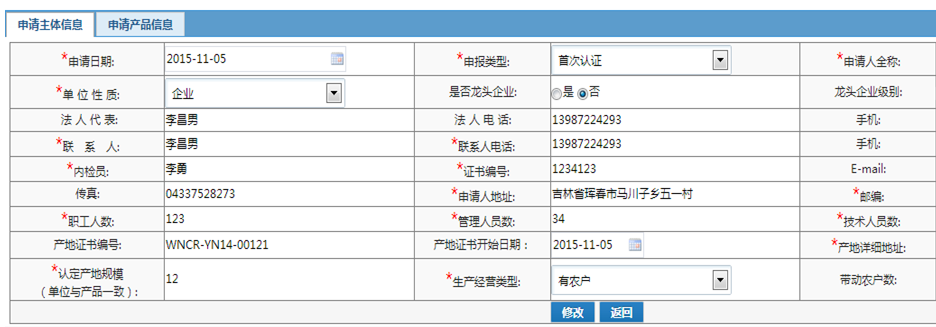 申请主体信息 申请产品信息
*申请日期: 2015-11-05 *申报类型: 首次认证 *申请人全称:
*单 位 性 质: 企业 是否龙头企业: 是 否 龙头企业级别:
法 人 代 表: 李昌男 法 人 电 话: 13987224293 手机:
*联 系 人: 李昌男 *联系人电话: 13987224293 *手机:
*内检员: 李勇 *证书编号: 1234123 E-mail:
传真: 04337528273 *申请人地址: 吉林省珲春市马川子乡五一村 *邮编:
*职工人数: 123 *管理人员数: 34 *技术人员数:
产地证书编号: WNCR-YN14-00121 产地证书开始日期： 2015-11-05 *产地详细地址:
*认定产地规模
（单位与产品一致）: 12 *生产经营类型: 有农户 带动农户数:
修改 返回